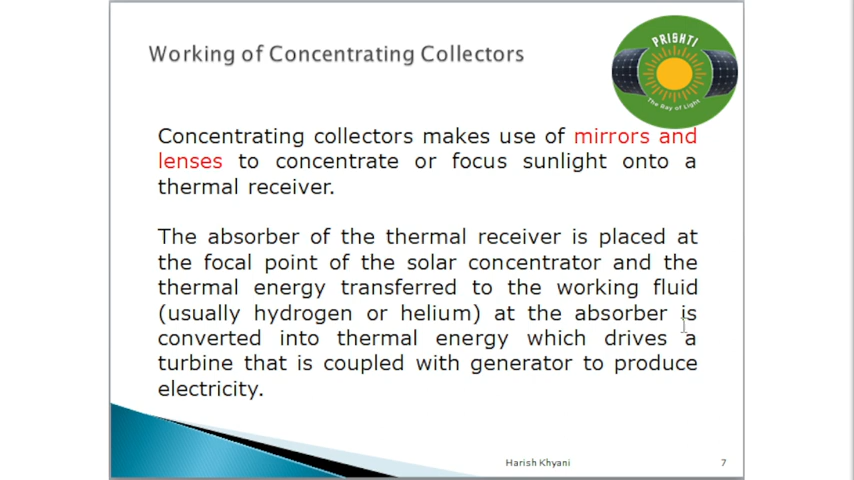 Working of Concentrating Collectors
PRISHTI
The Ray of Light
Concentrating collectors makes use of mirrors and
lenses to concentrate or focus sunlight onto a
thermal receiver.
The absorber of the thermal receiver is placed at
the focal point of the solar concentrator and the
thermal energy transferred to the working fluid
(usually hydrogen or helium) at the absorber is
converted into thermal energy which drives a
turbine that is coupled with generator to produce
electricity.
Harish Khyani
7